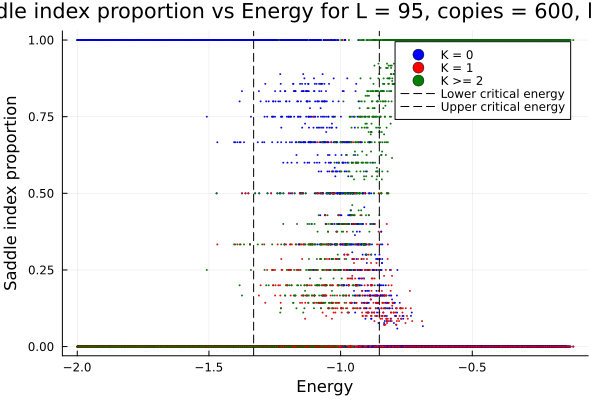 dle index proportion vs Energy for L = 95, copies = 600,
1.00
0.75
0.50
0.25
0.00
Saddle index proportion
K = 0
K = 1
K >= 2
Lower critical energy
Upper critical energy
−2.0 −1.5 −1.0 −0.5
Energy